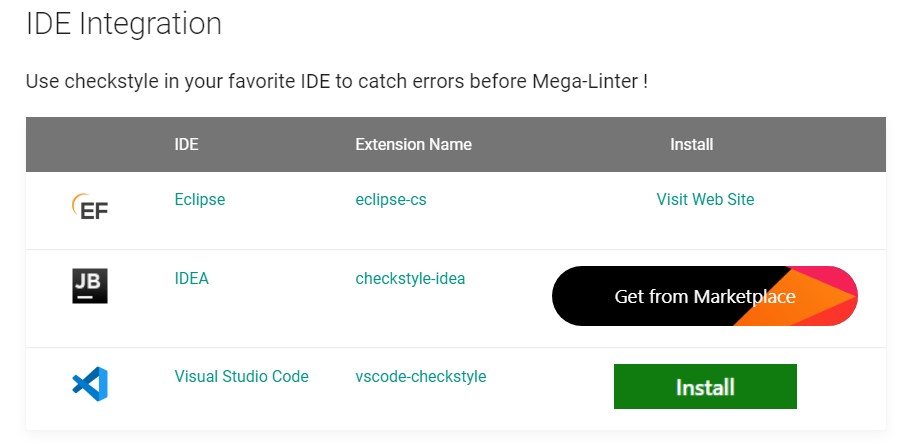 IDE Integration
Use checkstyle in your favorite IDE to catch errors before Mega-Linter !
IDE Extension Name Install
EF Eclipse eclipse-cs Visit Web Site
JB IDEA checkstyle-idea Get from Marketplace
Visual Studio Code vscode-checkstyle Install